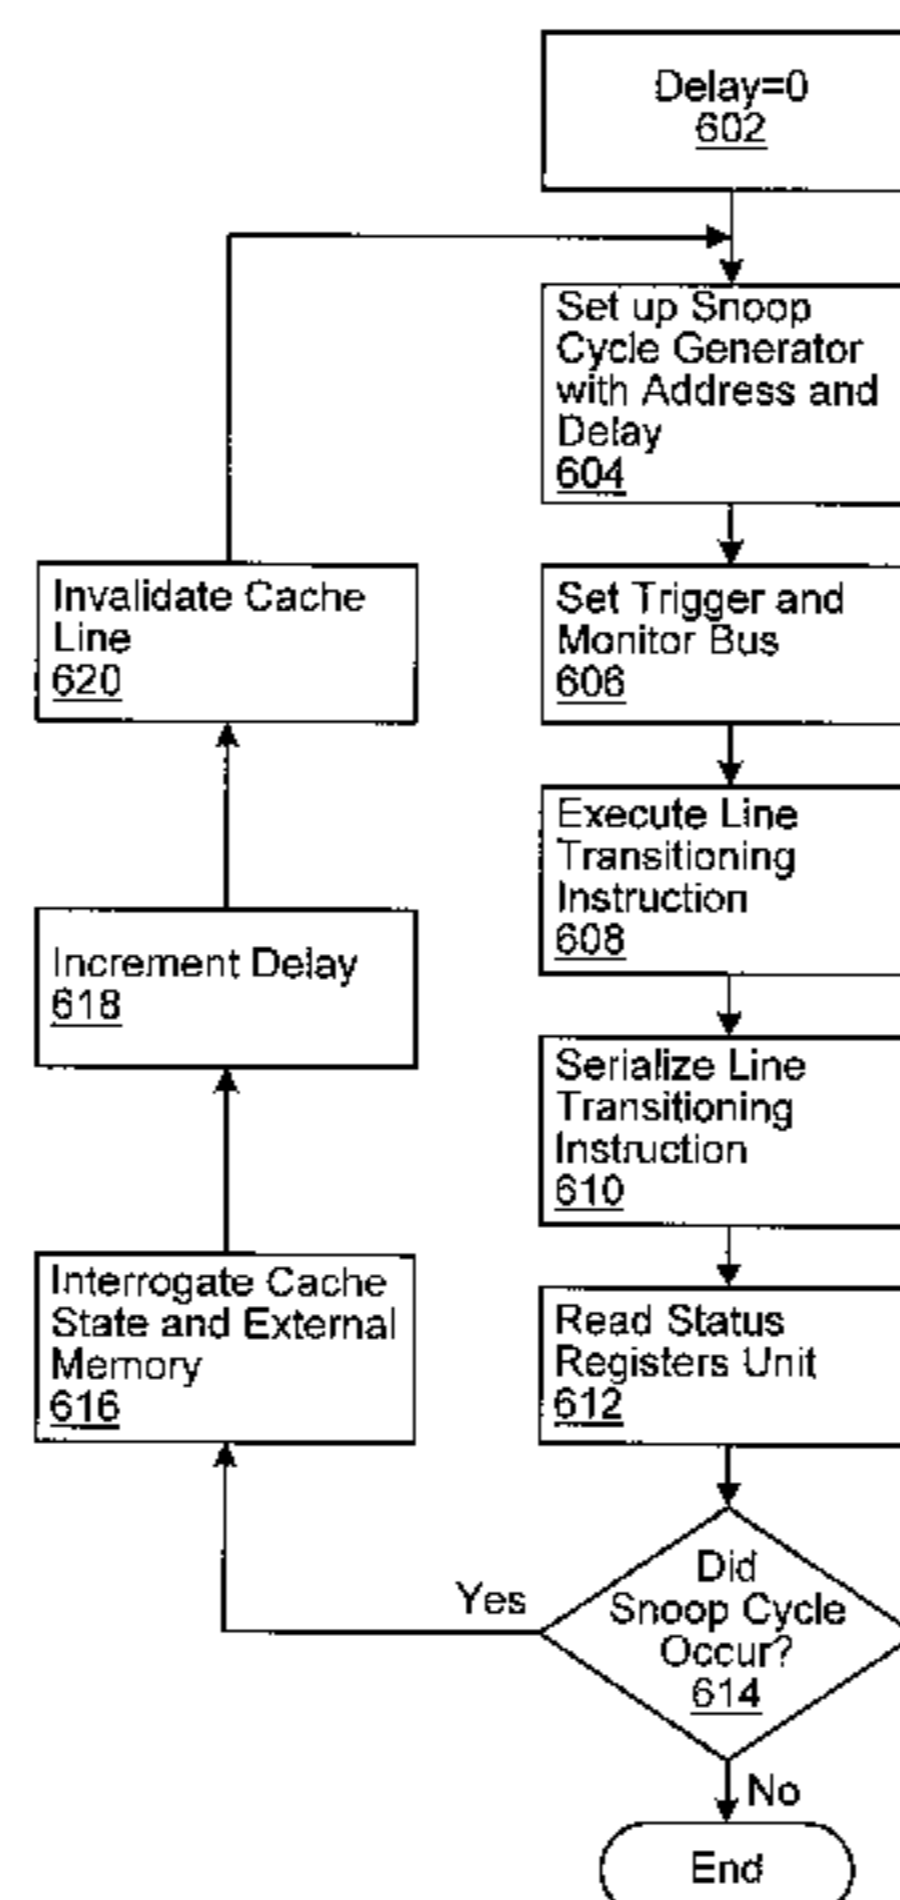 Delay=0
602
Set up Snoop
Cycle Generator
with Address and
Delay
604
Set Trigger and
Monitor Bus
606
Execute Line
Transitioning
Instruction
608
Serialize Line
Transitioning
Instruction
610
Read Status
Registers Unit
612
Did
Snoop Cycle
Occur?
614
Yes
No
End
Interrogate Cache
State and External
Memory
616
Increment Delay
618
Invalidate Cache
Line
620